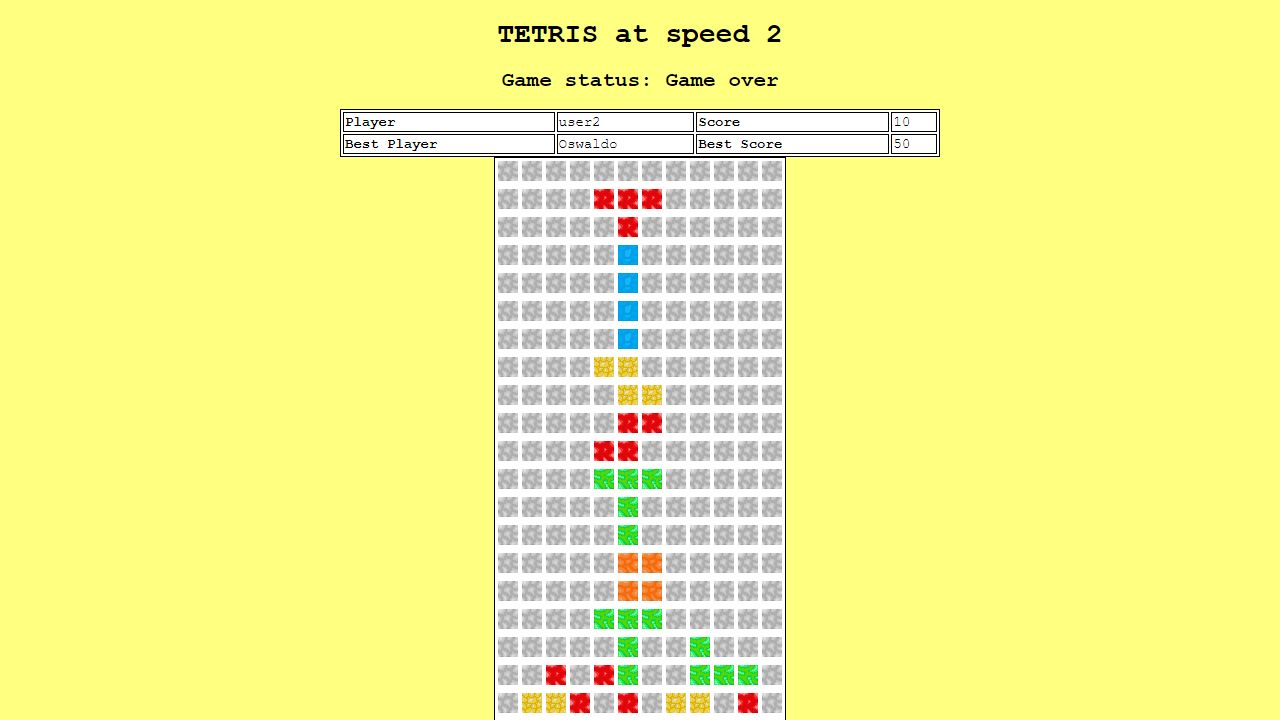 TETRIS at speed 2
Game status: Game over
Player user2 Score 10
Best Player Oswaldo Best Score 50